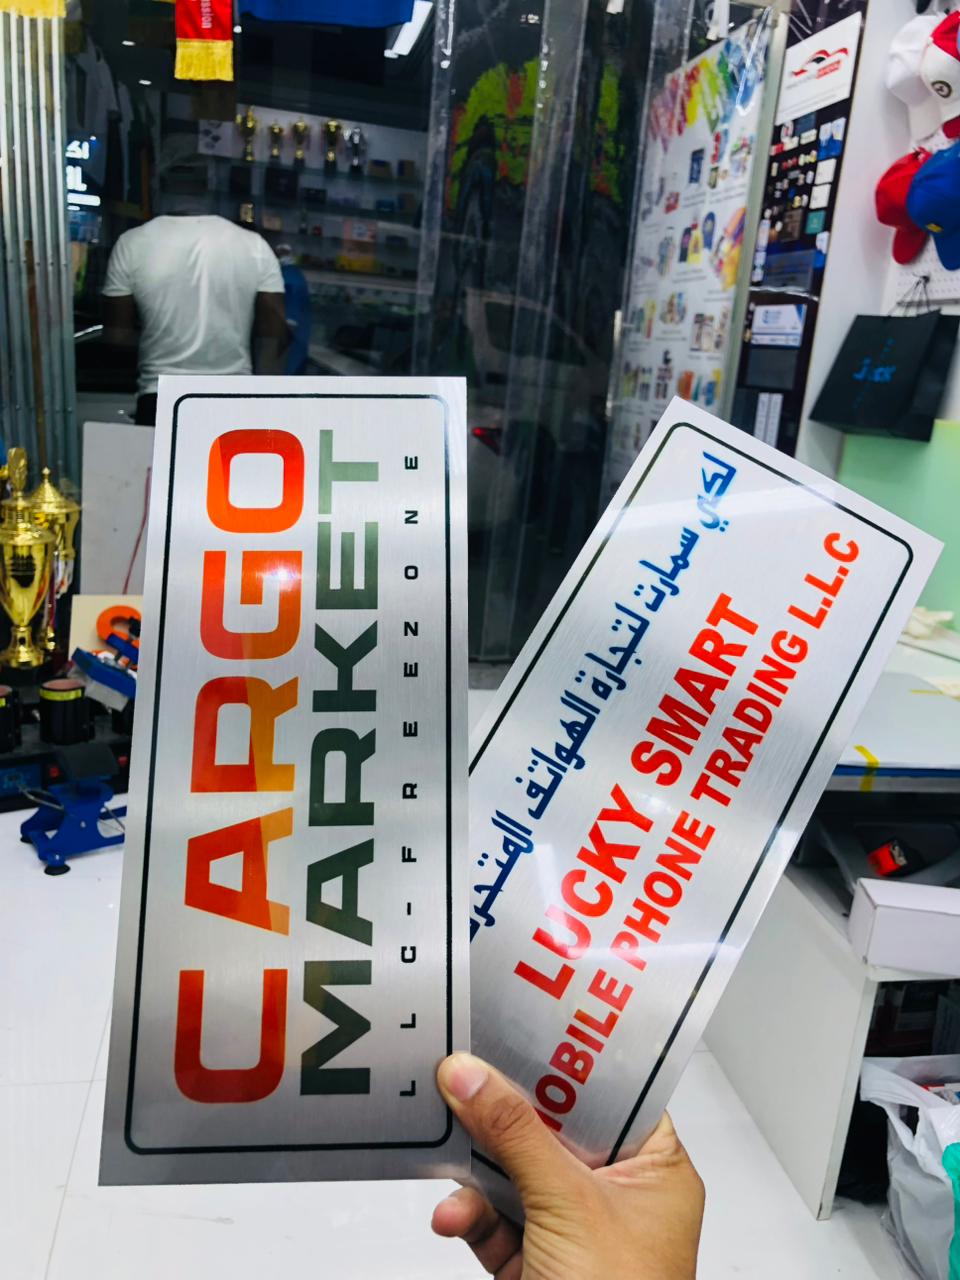 CARGO
MARKET
LLC-FREEZONE
لكي سمارت لتجارة الهواتف المتحركة
LUCKY SMART
MOBILE PHONE TRADING L.L.C